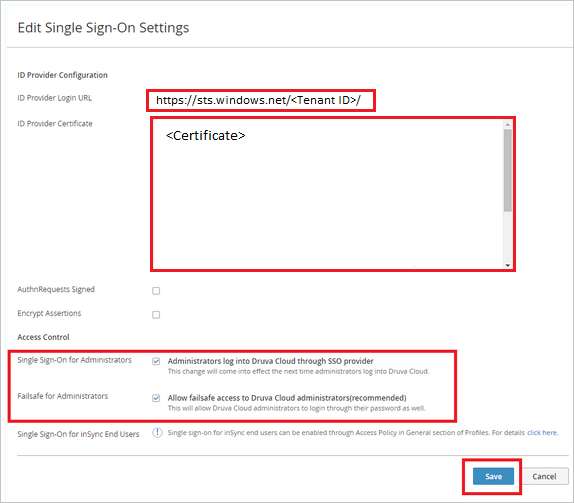 Edit Single Sign-On Settings
ID Provider Configuration
ID Provider Login URL
https://sts.windows.net/<Tenant ID>/
ID Provider Certificate
<Certificate>
AuthnRequests Signed
Encrypt Assertions
Access Control
Single Sign-On for Administrators
Administrators log into Druva Cloud through SSO provider
This change will come into effect the next time administrators log into Druva Cloud.
Failsafe for Administrators
Allow failsafe access to Druva Cloud administrators(recommended)
This will allow Druva Cloud administrators to login through their password as well.
Single Sign-On for inSync End Users
Single sign-on for inSync end users can be enabled through Access Policy in General section of Profiles. For details click here.
Save
Cancel